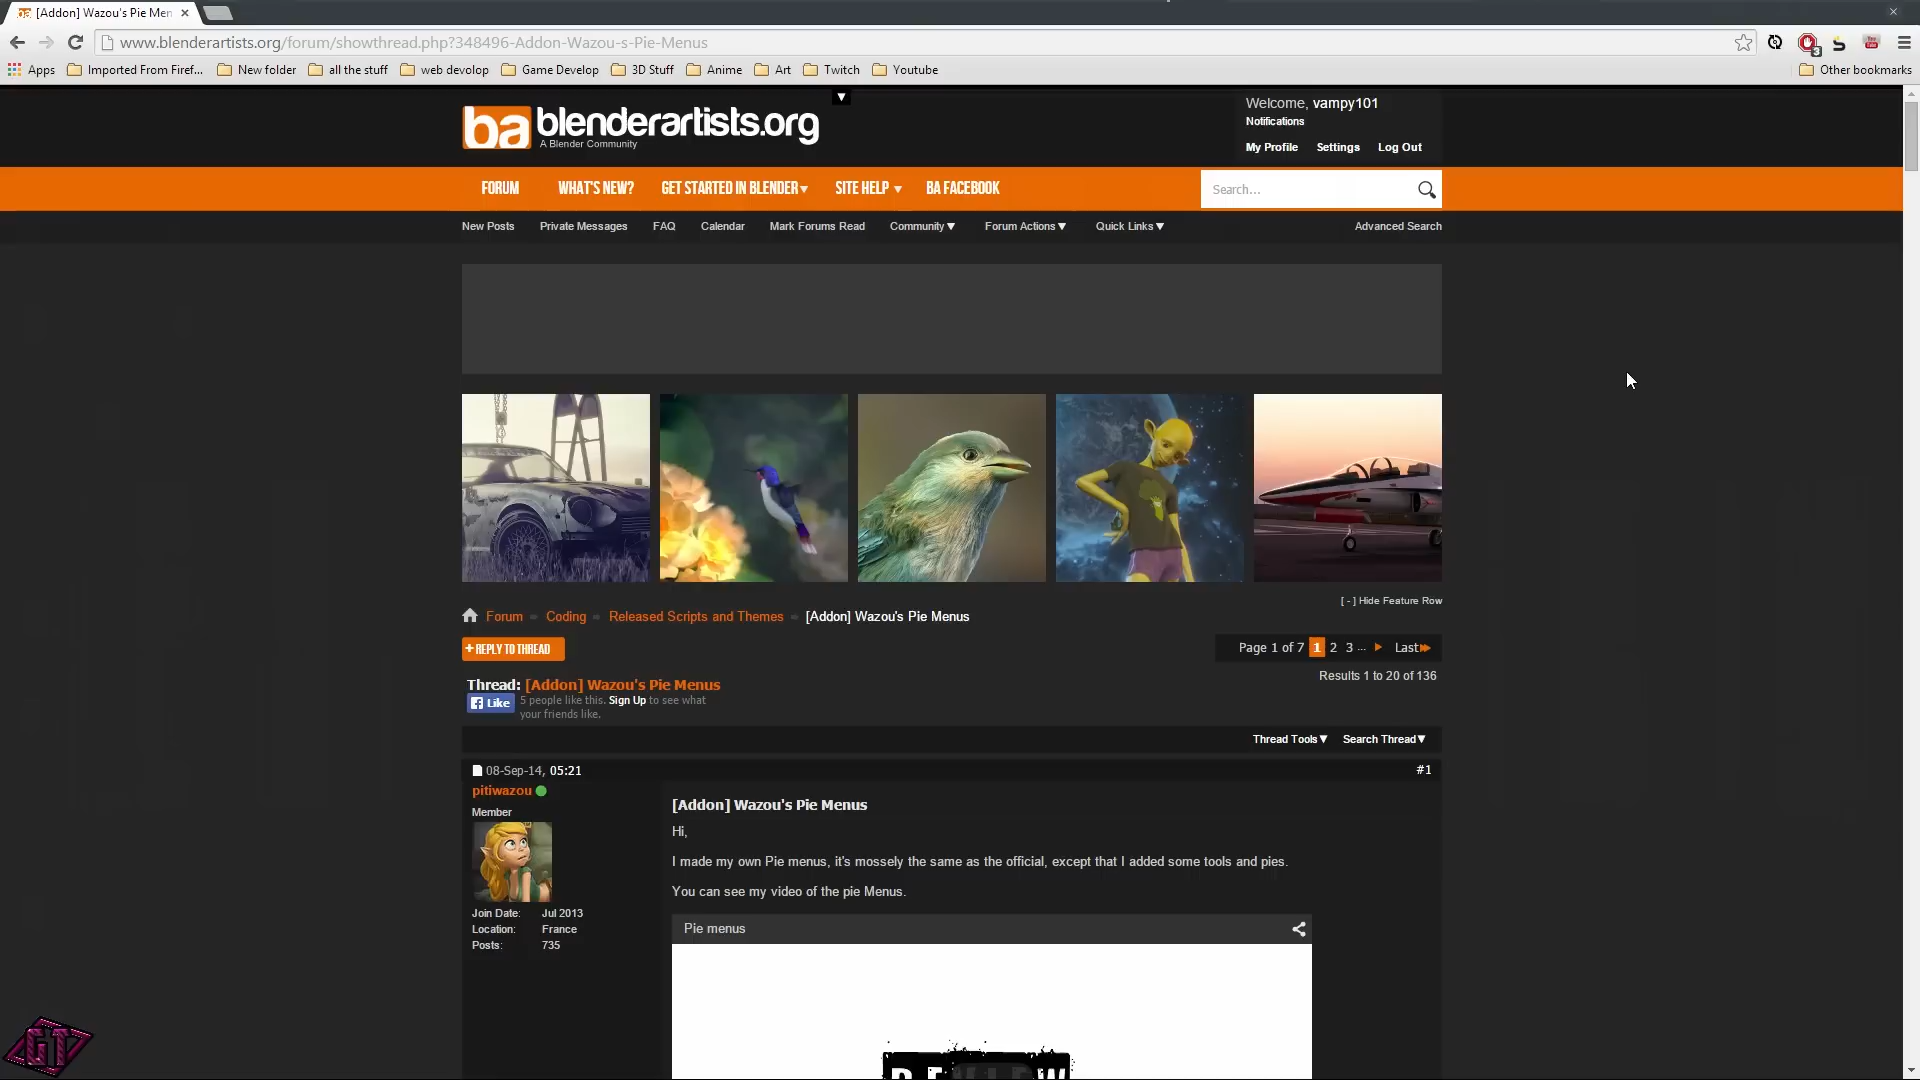 [Addon] Wazou's Pie Men
www.blenderartists.org/forum/showthread.php?348496-Addon-Wazou-s-Pie-Menus
Apps Imported From Firef... New folder all the stuff web devolop Game Develop 3D Stuff Anime Art Twitch Youtube Other bookmarks
ba blenderartists.org
A Blender Community
Welcome, vampy101
Notifications
My Profile Settings Log Out
FORUM WHAT'S NEW? GET STARTED IN BLENDER▾ SITE HELP ▾ BA FACEBOOK Search...
New Posts Private Messages FAQ Calendar Mark Forums Read Community▼ Forum Actions▼ Quick Links▼ Advanced Search
[ - ] Hide Feature Row
Forum Coding Released Scripts and Themes [Addon] Wazou's Pie Menus
+ REPLY TO THREAD
Page 1 of 7 1 2 3 ... Last
Results 1 to 20 of 136
Thread: [Addon] Wazou's Pie Menus
Like 5 people like this. Sign Up to see what
your friends like.
Thread Tools▼ Search Thread▼
08-Sep-14, 05:21 #1
pitiwazou
Member
Join Date: Jul 2013
Location: France
Posts: 735
[Addon] Wazou's Pie Menus
Hi,
I made my own Pie menus, it's mossely the same as the official, except that I added some tools and pies.
You can see my video of the pie Menus.
Pie menus
GT